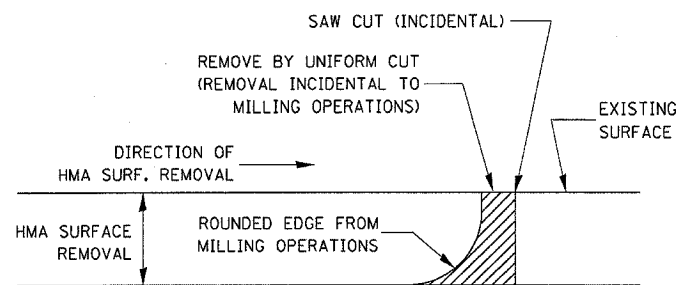 SAW CUT (INCIDENTAL)
REMOVE BY UNIFORM CUT
(REMOVAL INCIDENTAL TO
MILLING OPERATIONS)
EXISTING
SURFACE
DIRECTION OF
HMA SURF. REMOVAL
HMA SURFACE
REMOVAL
ROUNDED EDGE FROM
MILLING OPERATIONS